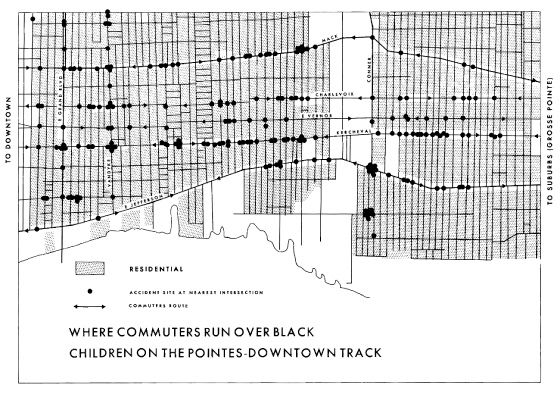 MACK
CONNER
E GRAND BLVD
CHARLEVOIX
E VERNOR
KERCHEVAL
E JEFFERSON
TO DOWNTOWN
TO SUBURBS (GROSSE POINTE)
RESIDENTIAL
ACCIDENT SITE AT NEAREST INTERSECTION
COMMUTERS ROUTE
WHERE COMMUTERS RUN OVER BLACK
CHILDREN ON THE POINTES-DOWNTOWN TRACK